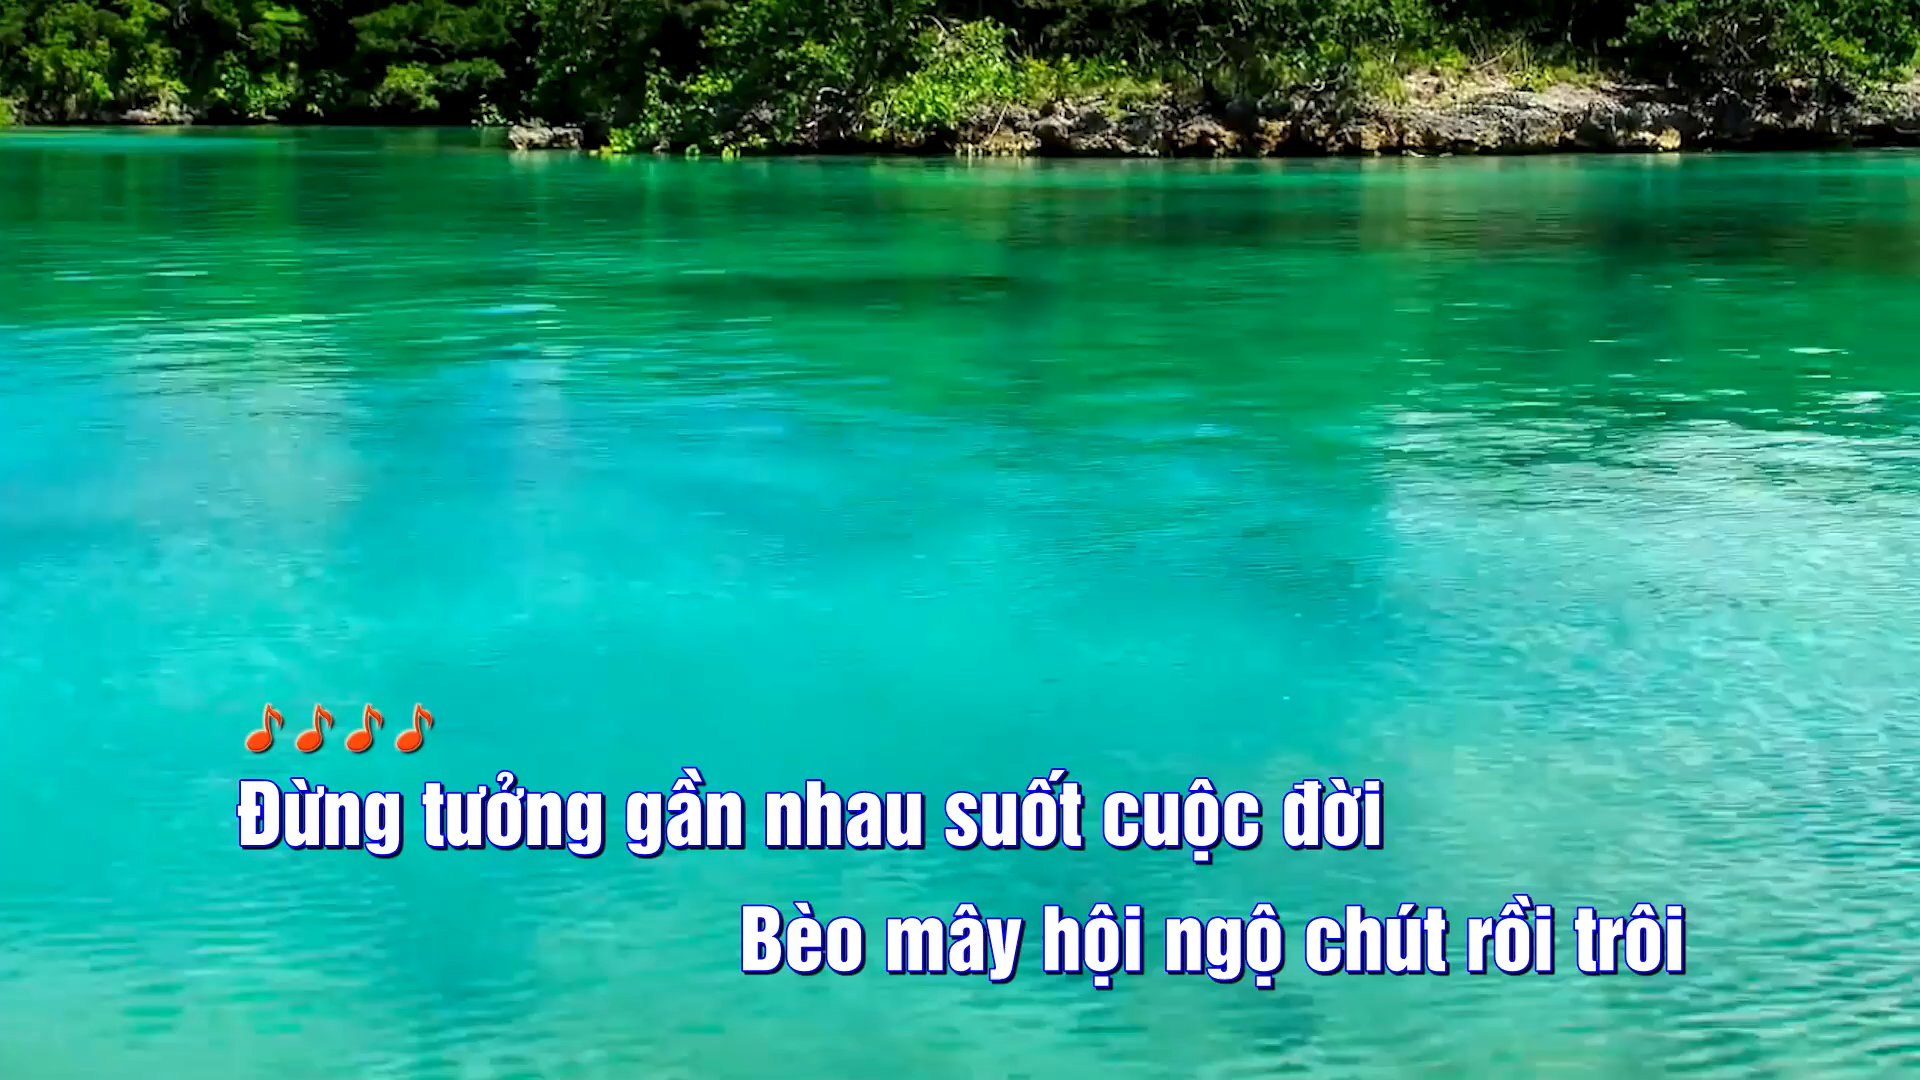 Đừng tưởng gần nhau suốt cuộc đời
Bèo mây hội ngộ chút rồi trôi